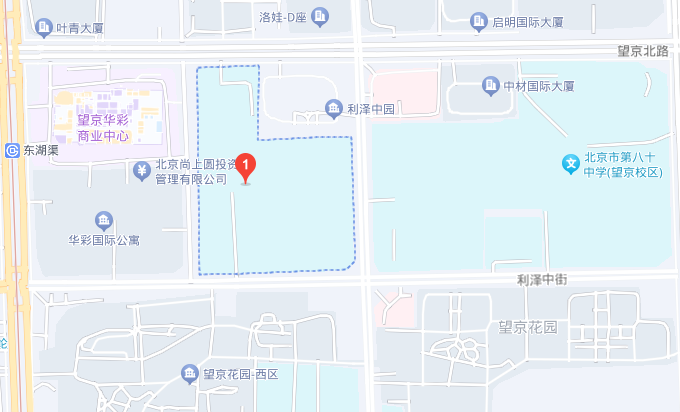 洛娃-D座
叶青大厦
启明国际大厦
望京北路
中材国际大厦
利泽中园
望京华彩
商业中心
东湖渠
北京尚上圆投资
管理有限公司
1
北京市第八十
中学(望京校区)
华彩国际公寓
利泽中街
望京花园
望京花园-西区